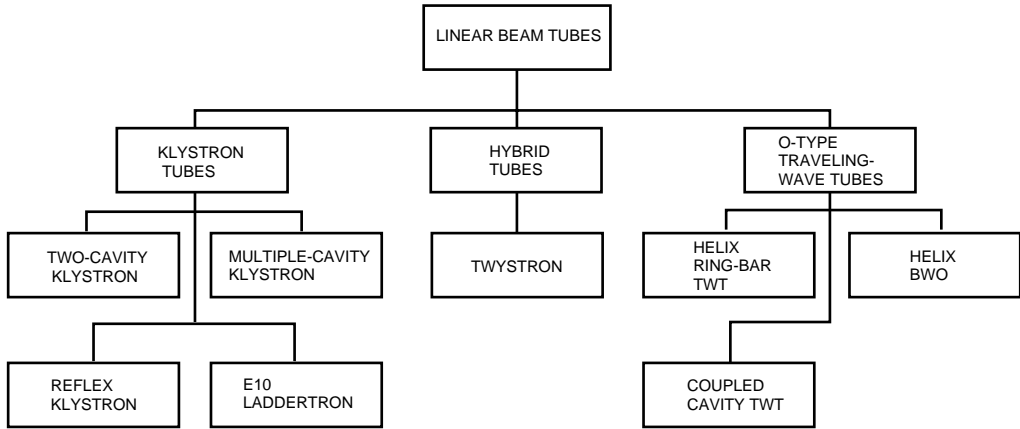 LINEAR BEAM TUBES
KLYSTRON
TUBES
HYBRID
TUBES
O-TYPE
TRAVELING-
WAVE TUBES
TWO-CAVITY
KLYSTRON
MULTIPLE-CAVITY
KLYSTRON
TWYSTRON
HELIX
RING-BAR
TWT
HELIX
BWO
REFLEX
KLYSTRON
E10
LADDERTRON
COUPLED
CAVITY TWT